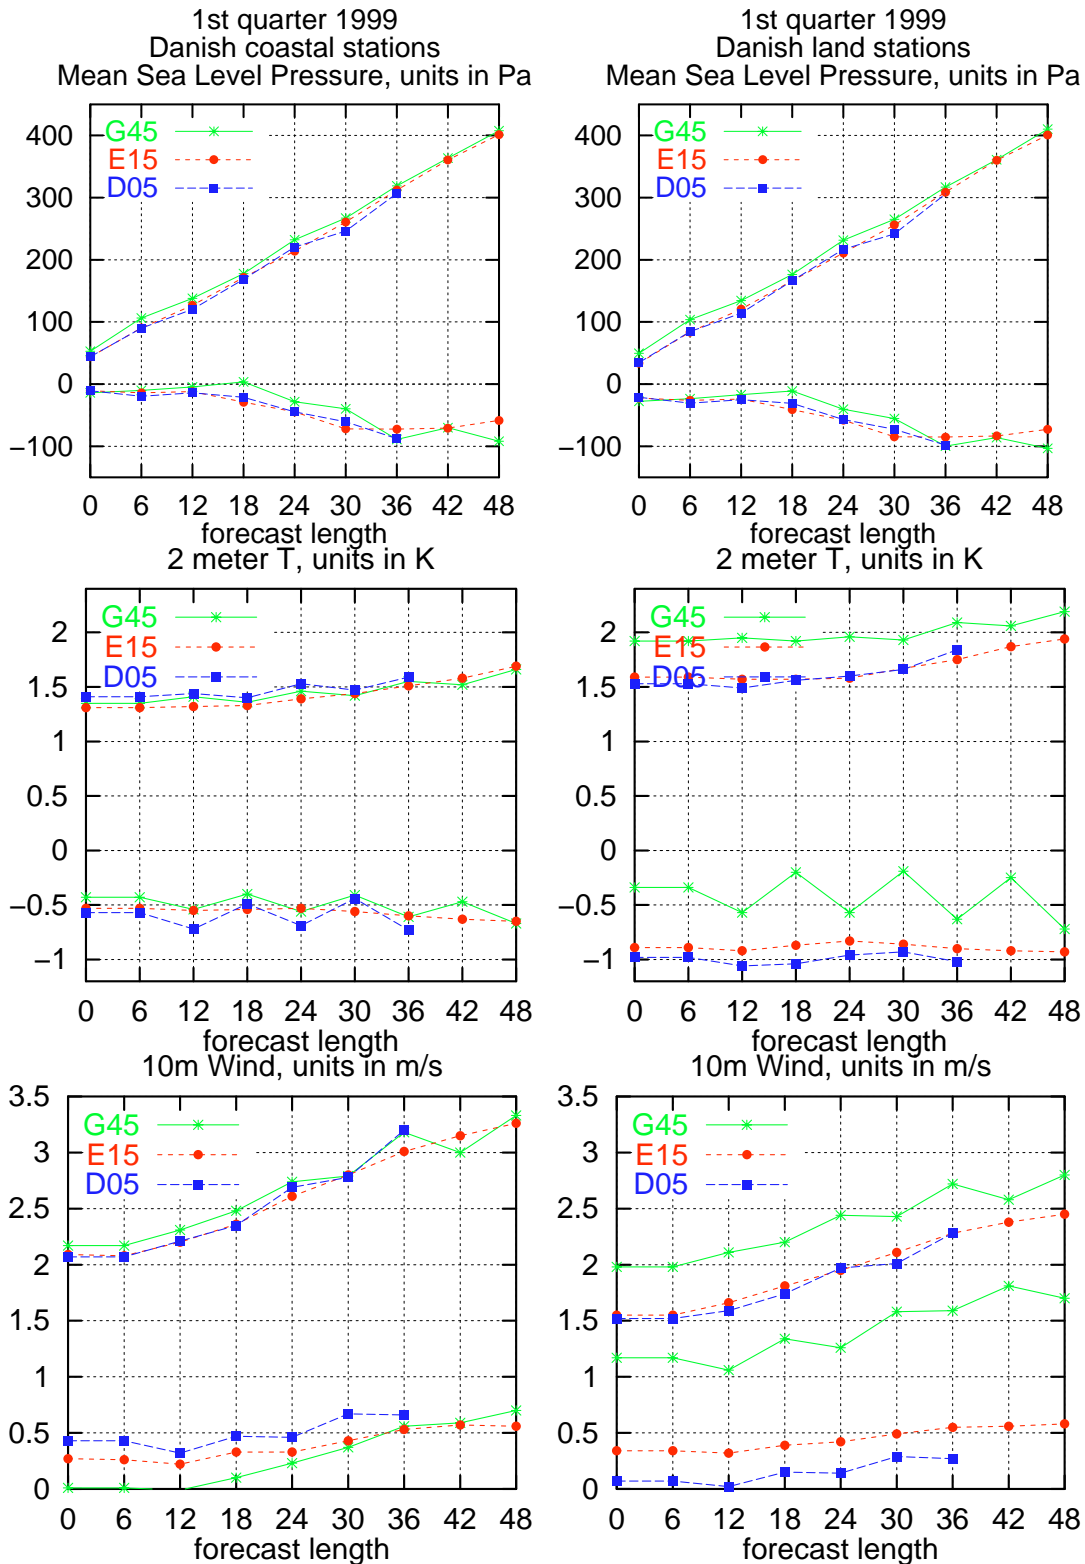 1st quarter 1999
Danish coastal stations
Mean Sea Level Pressure, units in Pa
G45
E15
D05
400
300
200
100
0
−100
0 6 12 18 24 30 36 42 48
forecast length
1st quarter 1999
Danish land stations
Mean Sea Level Pressure, units in Pa
G45
E15
D05
400
300
200
100
0
−100
0 6 12 18 24 30 36 42 48
forecast length
2 meter T, units in K
G45
E15
D05
2
1.5
1
0.5
0
−0.5
−1
0 6 12 18 24 30 36 42 48
forecast length
2 meter T, units in K
G45
E15
D05
2
1.5
1
0.5
0
−0.5
−1
0 6 12 18 24 30 36 42 48
forecast length
10m Wind, units in m/s
G45
E15
D05
3.5
3
2.5
2
1.5
1
0.5
0
0 6 12 18 24 30 36 42 48
forecast length
10m Wind, units in m/s
G45
E15
D05
3.5
3
2.5
2
1.5
1
0.5
0
0 6 12 18 24 30 36 42 48
forecast length